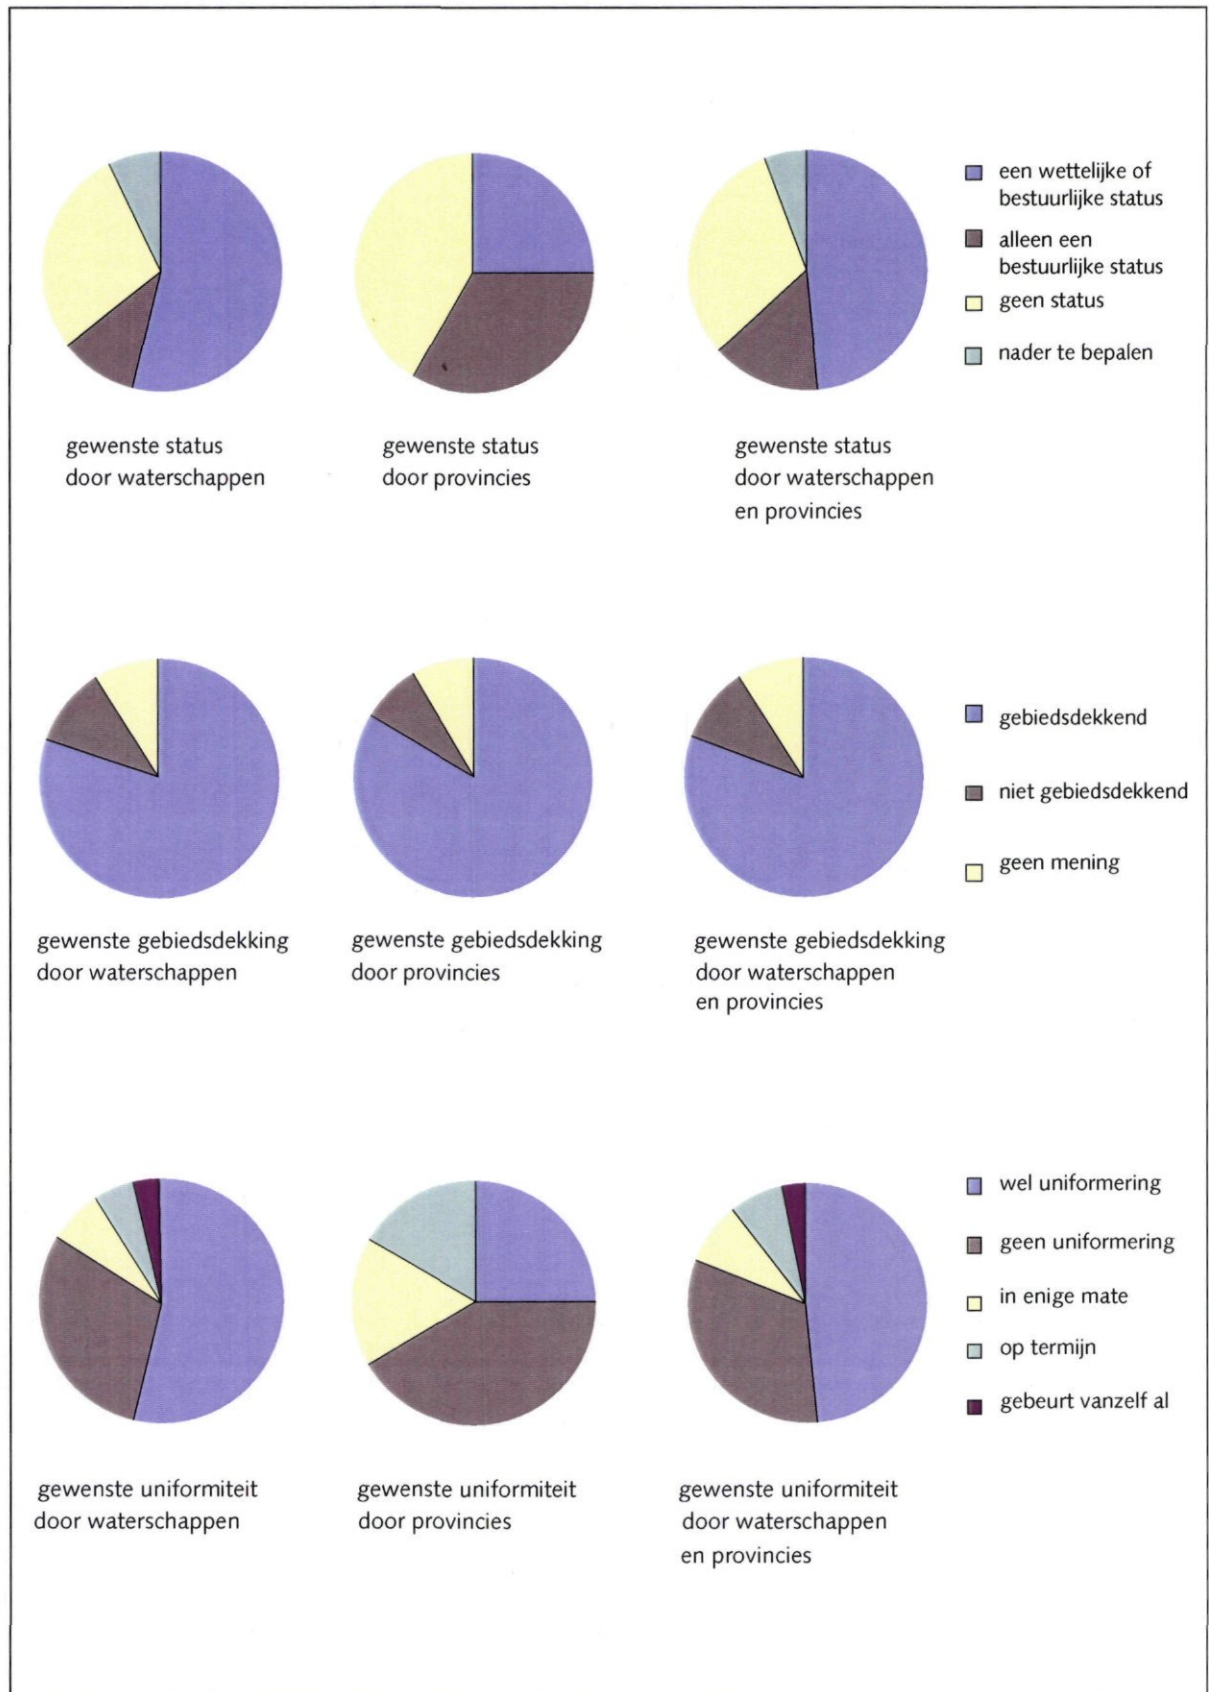 een wettelijke of
bestuurlijke status
alleen een
bestuurlijke status
geen status
nader te bepalen
gewenste status
door waterschappen
gewenste status
door provincies
gewenste status
door waterschappen
en provincies
gebiedsdekkend
niet gebiedsdekkend
geen mening
gewenste gebiedsdekking
door waterschappen
gewenste gebiedsdekking
door provincies
gewenste gebiedsdekking
door waterschappen
en provincies
wel uniformering
geen uniformering
in enige mate
op termijn
gebeurt vanzelf al
gewenste uniformiteit
door waterschappen
gewenste uniformiteit
door provincies
gewenste uniformiteit
door waterschappen
en provincies